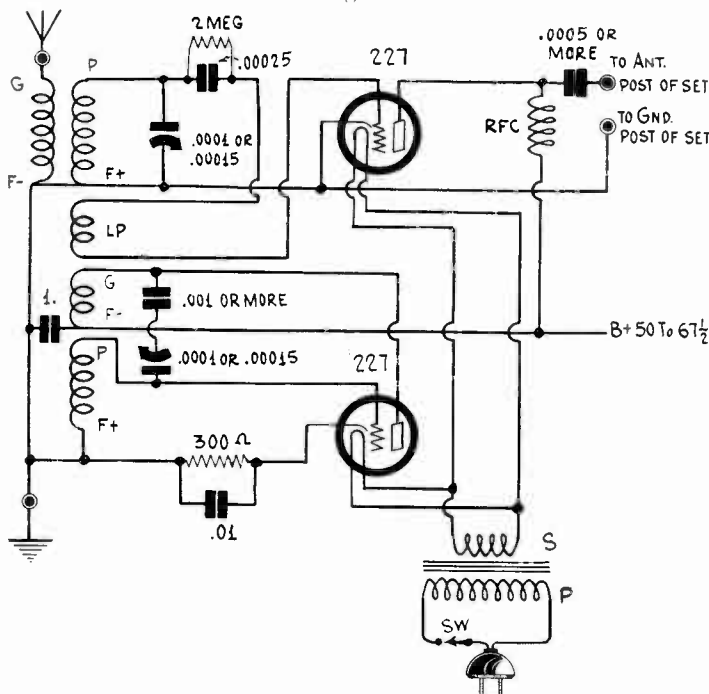 2 MEG
.00025
227
.0005 OR
MORE
TO ANT.
POST OF SET
G
P
RFC
TO GND.
POST OF SET
.0001 OR
.00015
F-
F+
LP
G
1.
.001 OR MORE
F-
B+ 50 TO 67½
P
.0001 OR .00015
227
F+
300 Ω
.01
S
P
SW